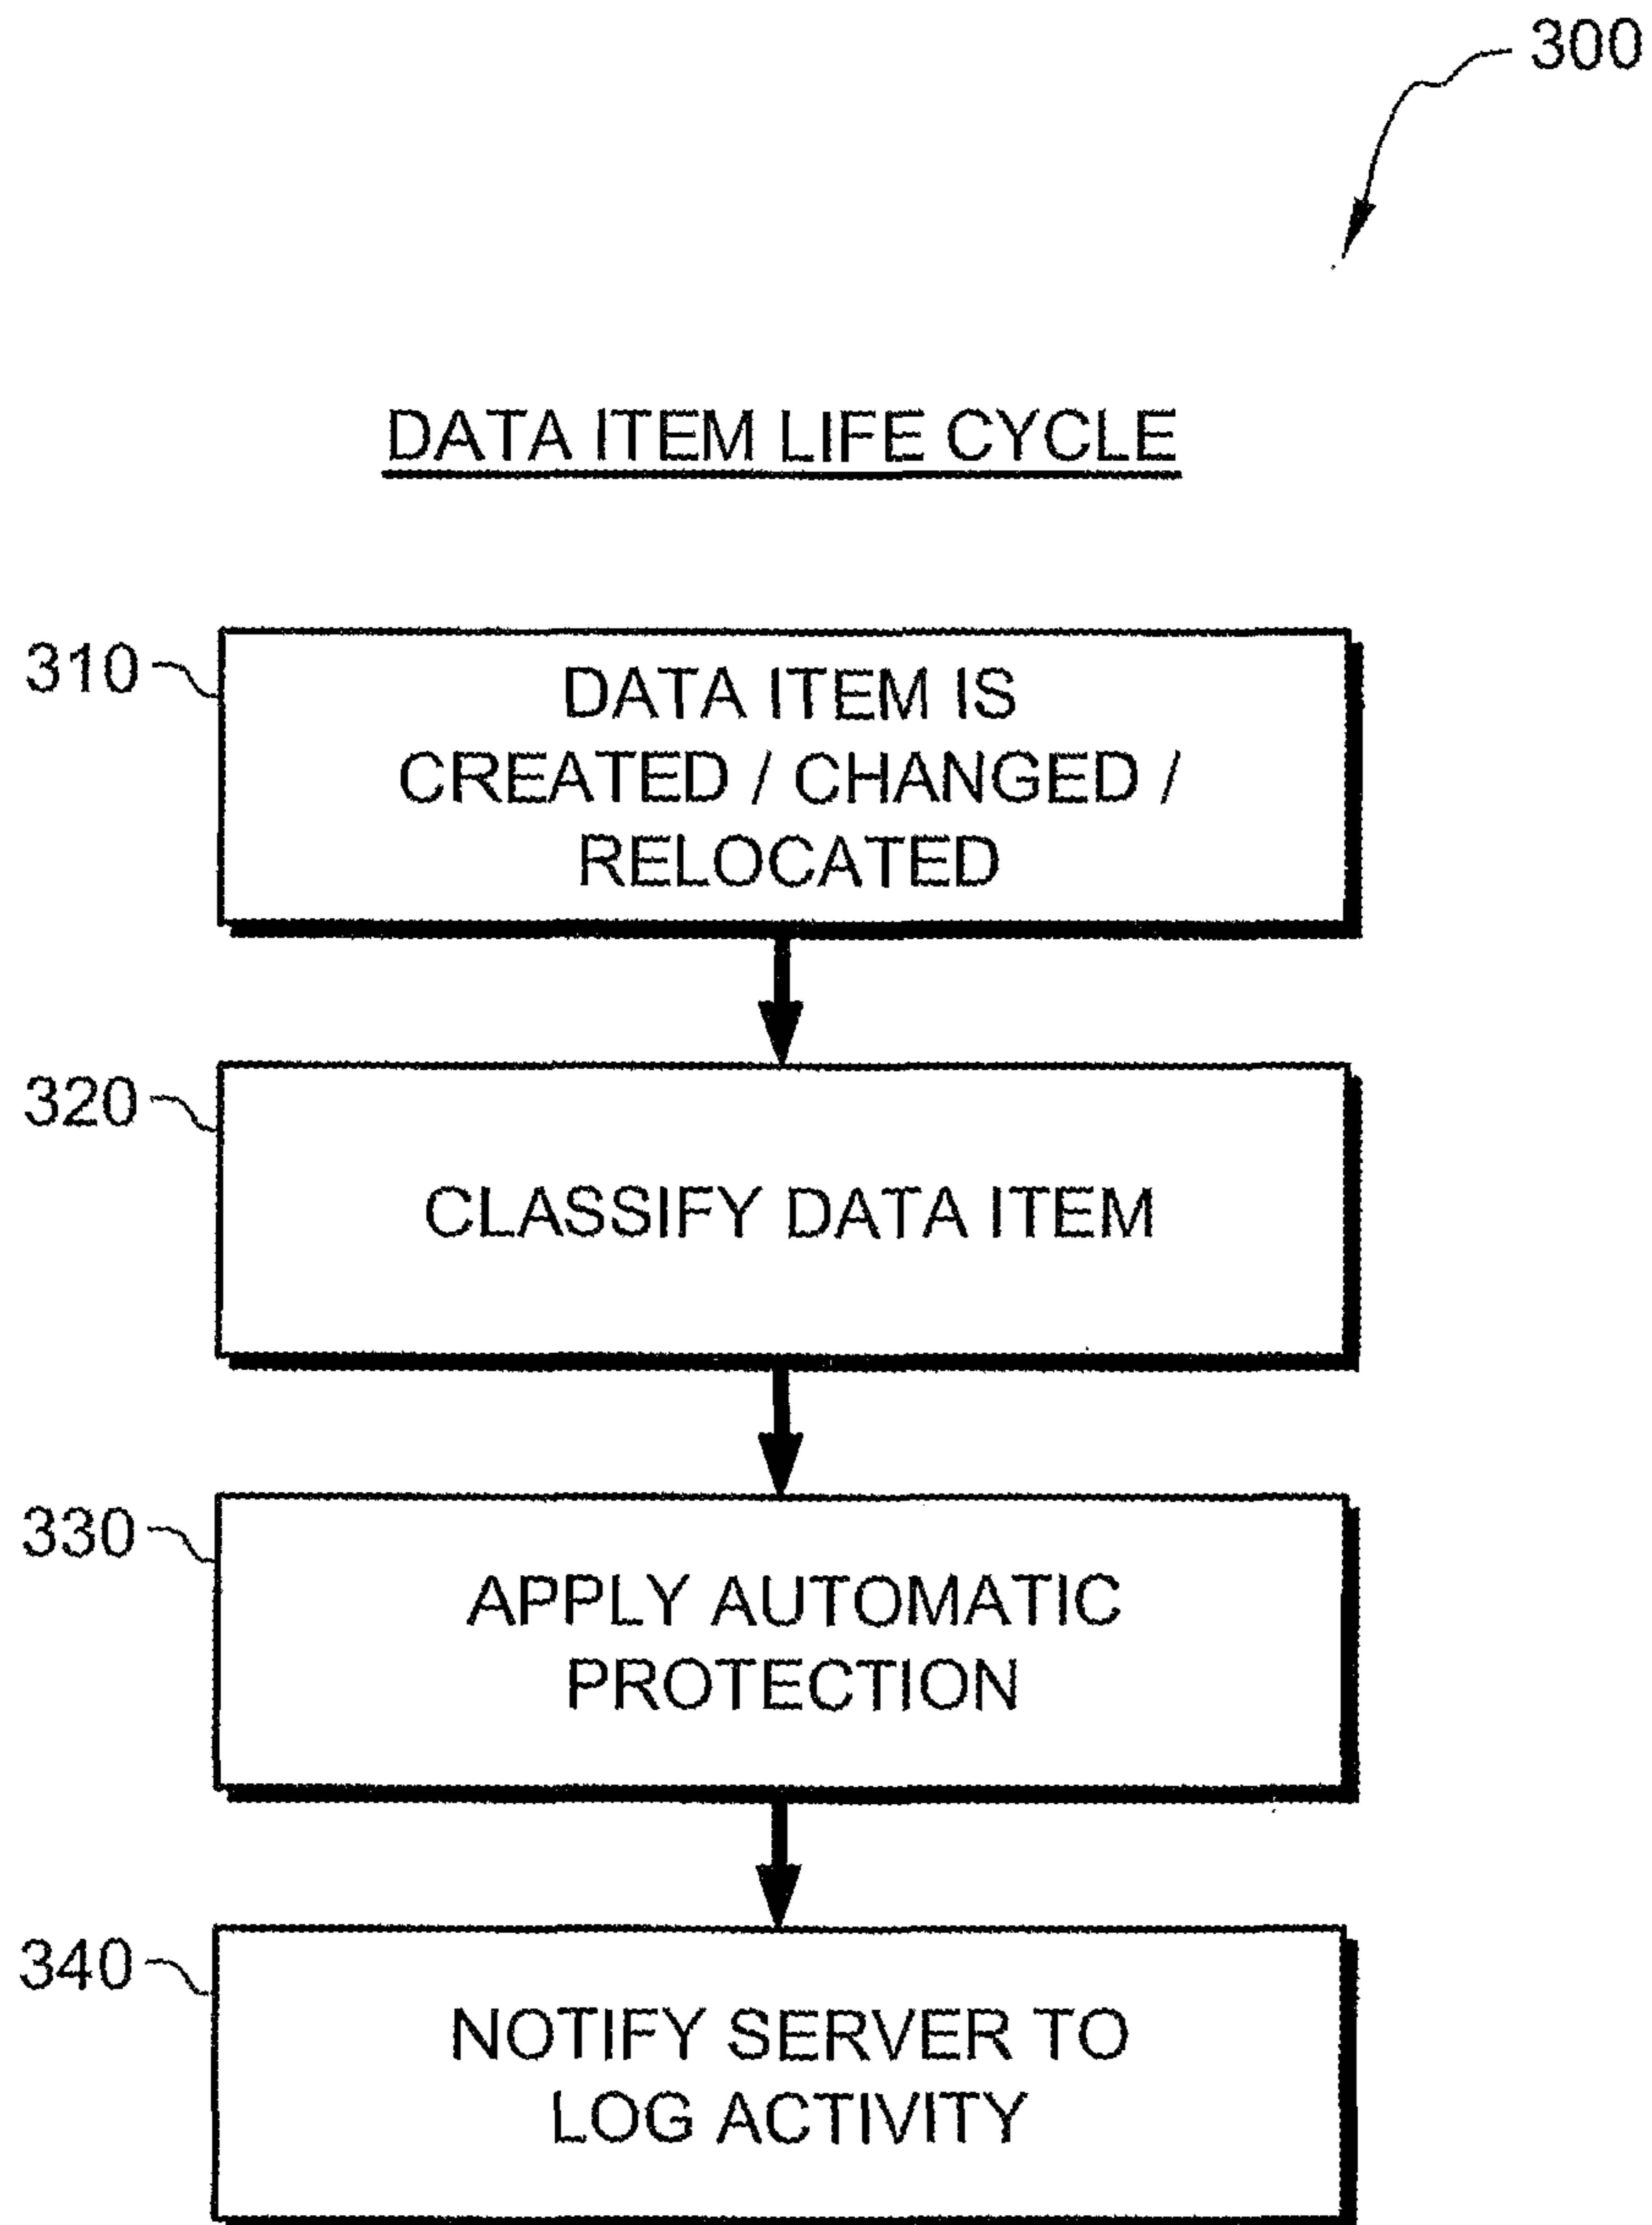 300
DATA ITEM LIFE CYCLE
310
DATA ITEM IS
CREATED / CHANGED /
RELOCATED
320
CLASSIFY DATA ITEM
330
APPLY AUTOMATIC
PROTECTION
340
NOTIFY SERVER TO
LOG ACTIVITY